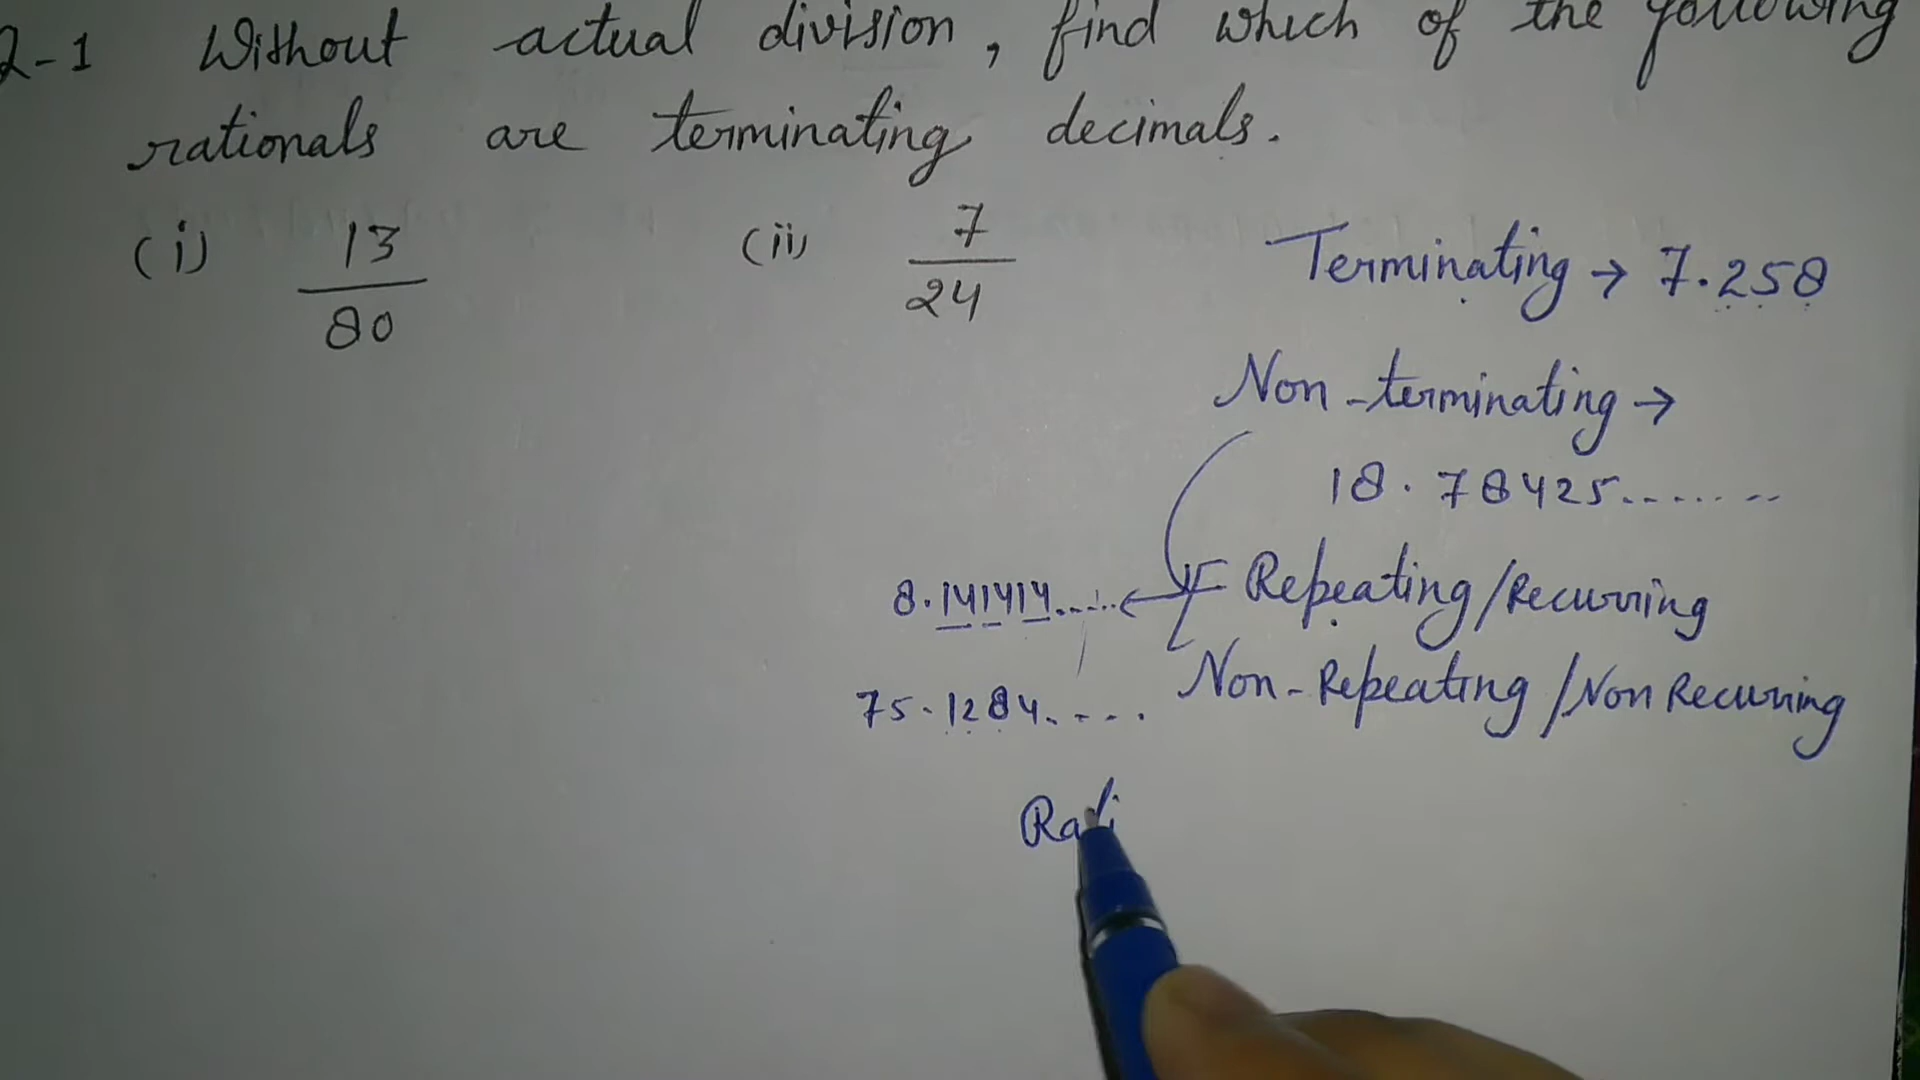 Q-1 Without actual division, find which of the following
rationals are terminating decimals.
(i) 13/80 (ii) 7/24
Terminating → 7.258
Non-terminating →
18.78425.......
8.141414...... ← Repeating/Recurring
75.1284..... Non-Repeating/Non Recurring
Rati